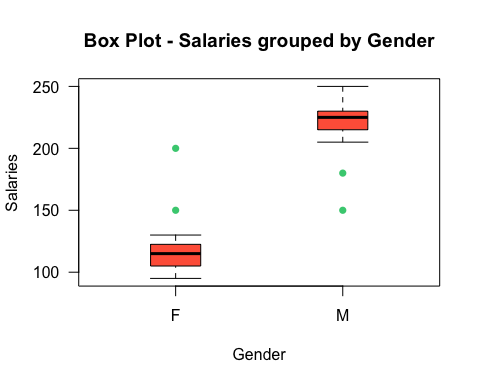 Box Plot - Salaries grouped by Gender
Salaries
250
200
150
100
F
M
Gender